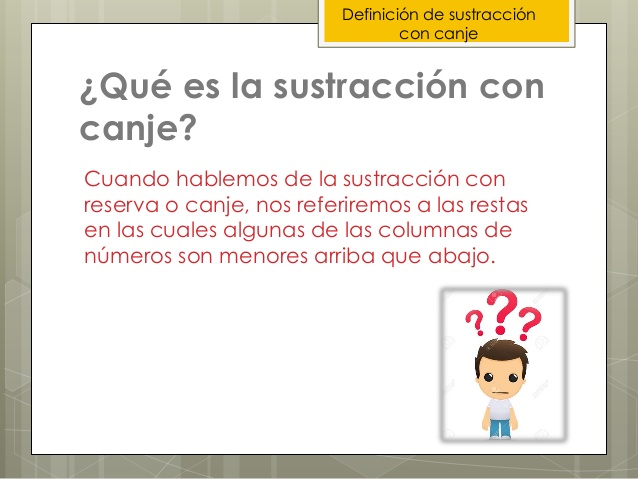 Definición de sustracción
con canje
¿Qué es la sustracción con
canje?
Cuando hablemos de la sustracción con
reserva o canje, nos referiremos a las restas
en las cuales algunas de las columnas de
números son menores arriba que abajo.